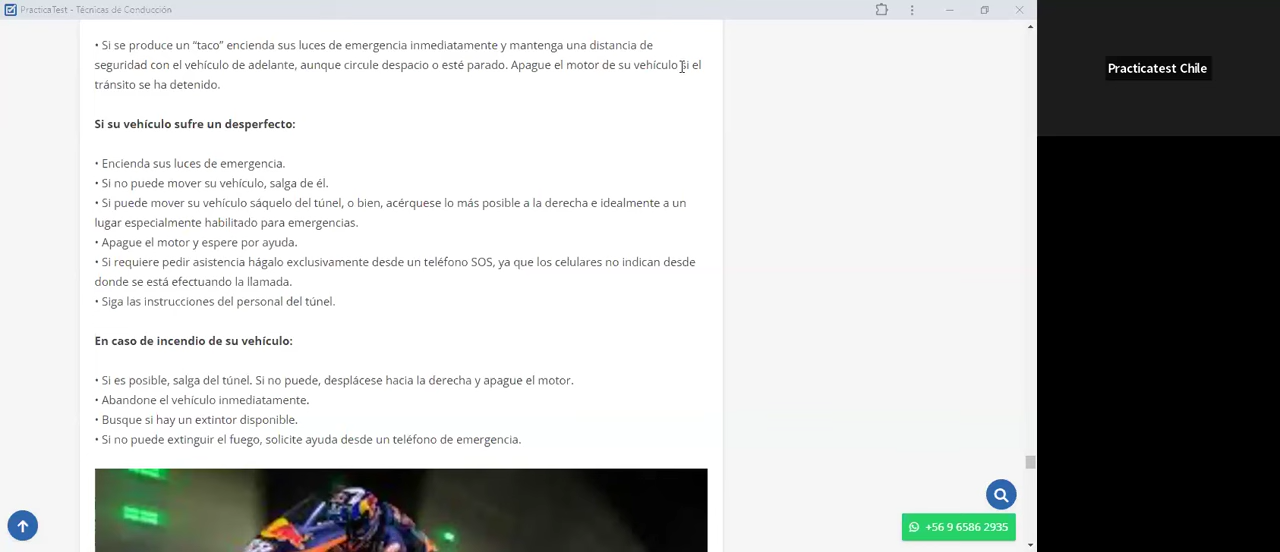 PracticaTest - Técnicas de Conducción
• Si se produce un “taco” encienda sus luces de emergencia inmediatamente y mantenga una distancia de
seguridad con el vehículo de adelante, aunque circule despacio o esté parado. Apague el motor de su vehículo si el
tránsito se ha detenido.
Si su vehículo sufre un desperfecto:
• Encienda sus luces de emergencia.
• Si no puede mover su vehículo, salga de él.
• Si puede mover su vehículo sáquelo del túnel, o bien, acérquese lo más posible a la derecha e idealmente a un
lugar especialmente habilitado para emergencias.
• Apague el motor y espere por ayuda.
• Si requiere pedir asistencia hágalo exclusivamente desde un teléfono SOS, ya que los celulares no indican desde
donde se está efectuando la llamada.
• Siga las instrucciones del personal del túnel.
En caso de incendio de su vehículo:
• Si es posible, salga del túnel. Si no puede, desplácese hacia la derecha y apague el motor.
• Abandone el vehículo inmediatamente.
• Busque si hay un extintor disponible.
• Si no puede extinguir el fuego, solicite ayuda desde un teléfono de emergencia.
+56 9 6586 2935
Practicatest Chile